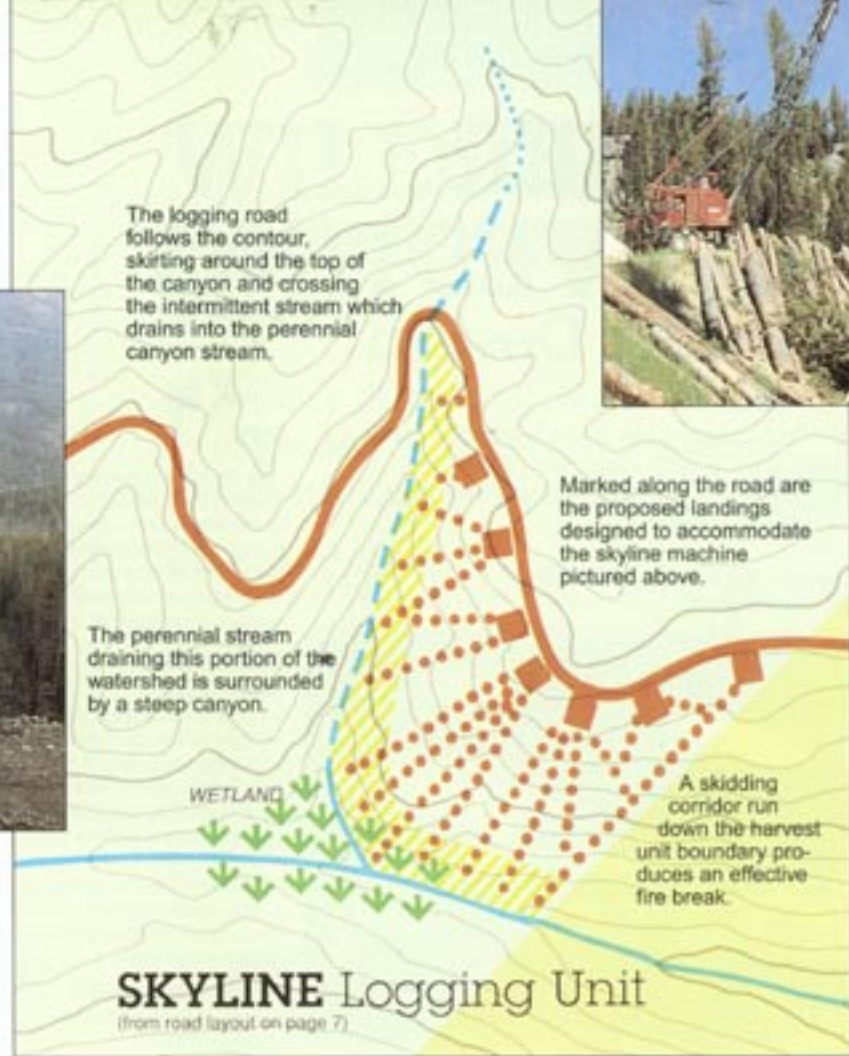 The logging road
follows the contour,
skirting around the top of
the canyon and crossing
the intermittent stream which
drains into the perennial
canyon stream.
Marked along the road are
the proposed landings
designed to accommodate
the skyline machine
pictured above.
The perennial stream
draining this portion of the
watershed is surrounded
by a steep canyon.
WETLAND
A skidding
corridor run
down the harvest
unit boundary pro-
duces an effective
fire break.
SKYLINE Logging Unit
(from road layout on page 7)